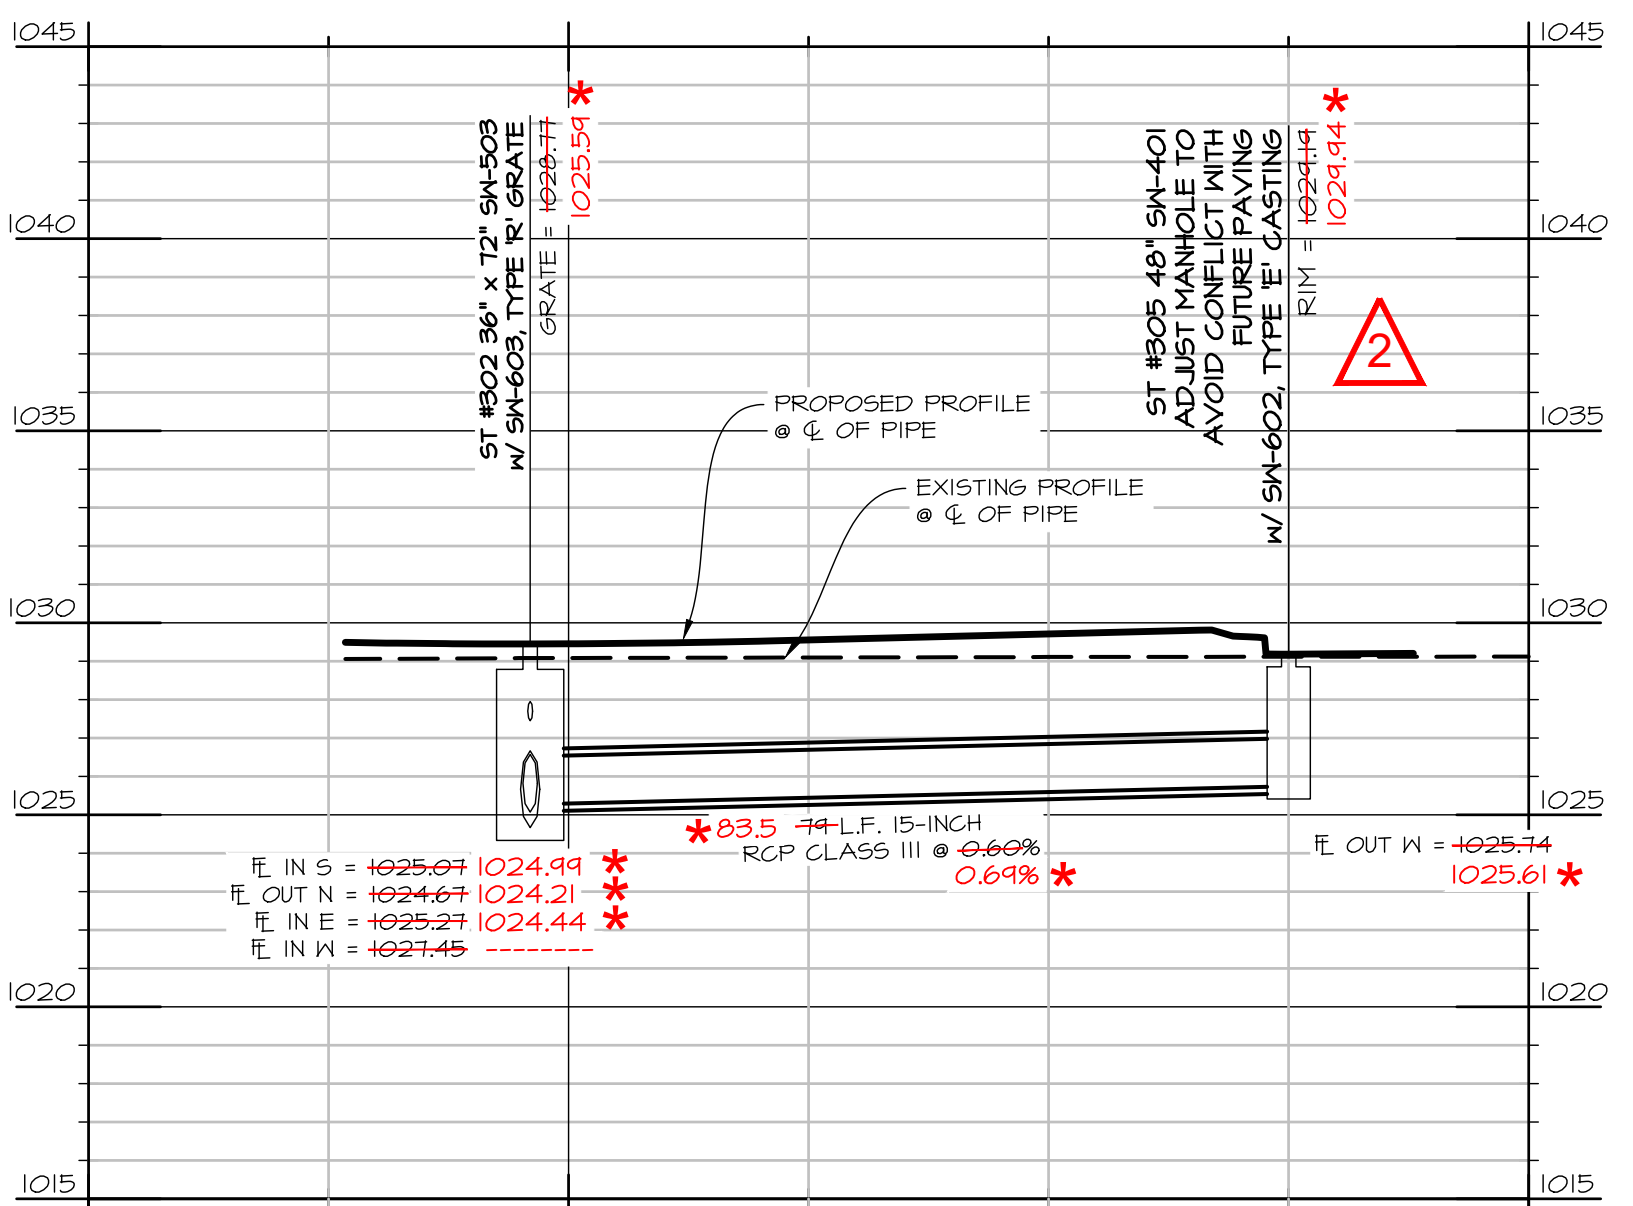 1045
1045
ST #302 36" x 72" SW-503
W/ SW-603, TYPE 'R' GRATE
GRATE = 1028.77
1025.59 *
ST #305 48" SW-401
ADJUST MANHOLE TO
AVOID CONFLICT WITH
FUTURE PAVING
W/ SW-602, TYPE 'E' CASTING
RIM = 1029.19
1029.94 *
2
1040
1040
PROPOSED PROFILE
@ ℄ OF PIPE
1035
1035
EXISTING PROFILE
@ ℄ OF PIPE
1030
1030
1025
1025
* 83.5 79 L.F. 15-INCH
RCP CLASS III @ 0.60%
0.69% *
FL IN S = 1025.07 1024.99 *
FL OUT N = 1024.67 1024.21 *
FL IN E = 1025.27 1024.44 *
FL IN W = 1027.45 --------
FL OUT W = 1025.74
1025.61 *
1020
1020
1015
1015